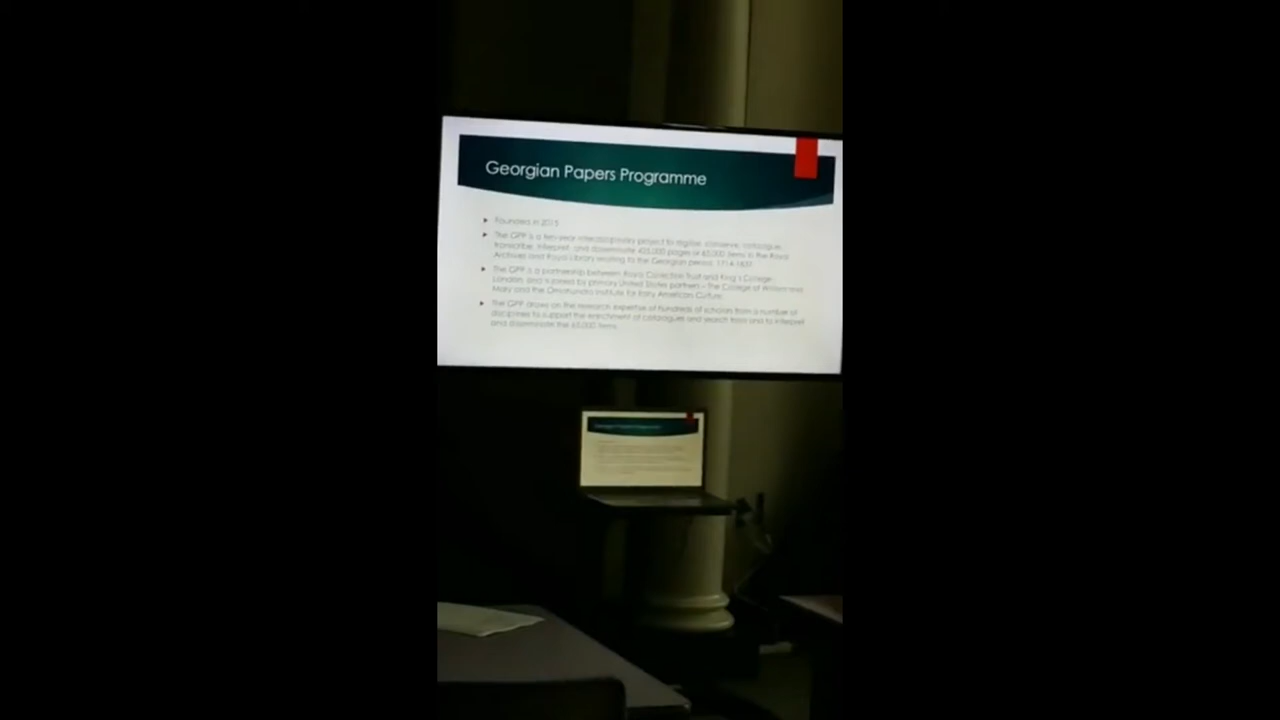 Georgian Papers Programme
Founded in 2015
The GPP is a ten-year interdisciplinary project to digitise, conserve, catalogue,
transcribe, interpret, and disseminate 425,000 pages or 65,000 items in the Royal
Archives and Royal Library relating to the Georgian period, 1714-1837.
The GPP is a partnership between Royal Collection Trust and King's College
London, and is joined by primary United States partners – The College of William and
Mary and the Omohundro Institute for Early American Culture.
The GPP draws on the research expertise of hundreds of scholars from a number of
disciplines to support the enrichment of catalogues and search tools and to interpret
and disseminate the 65,000 items.